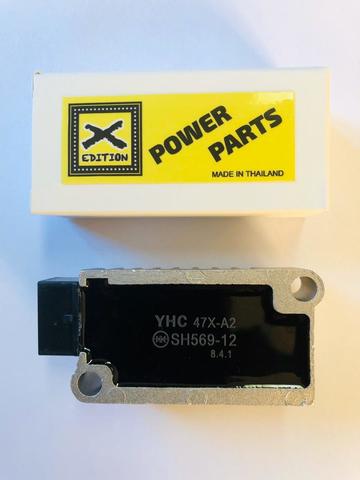 X
EDITION
POWER
PARTS
MADE IN THAILAND
YHC 47X-A2
SH569-12
8.4.1